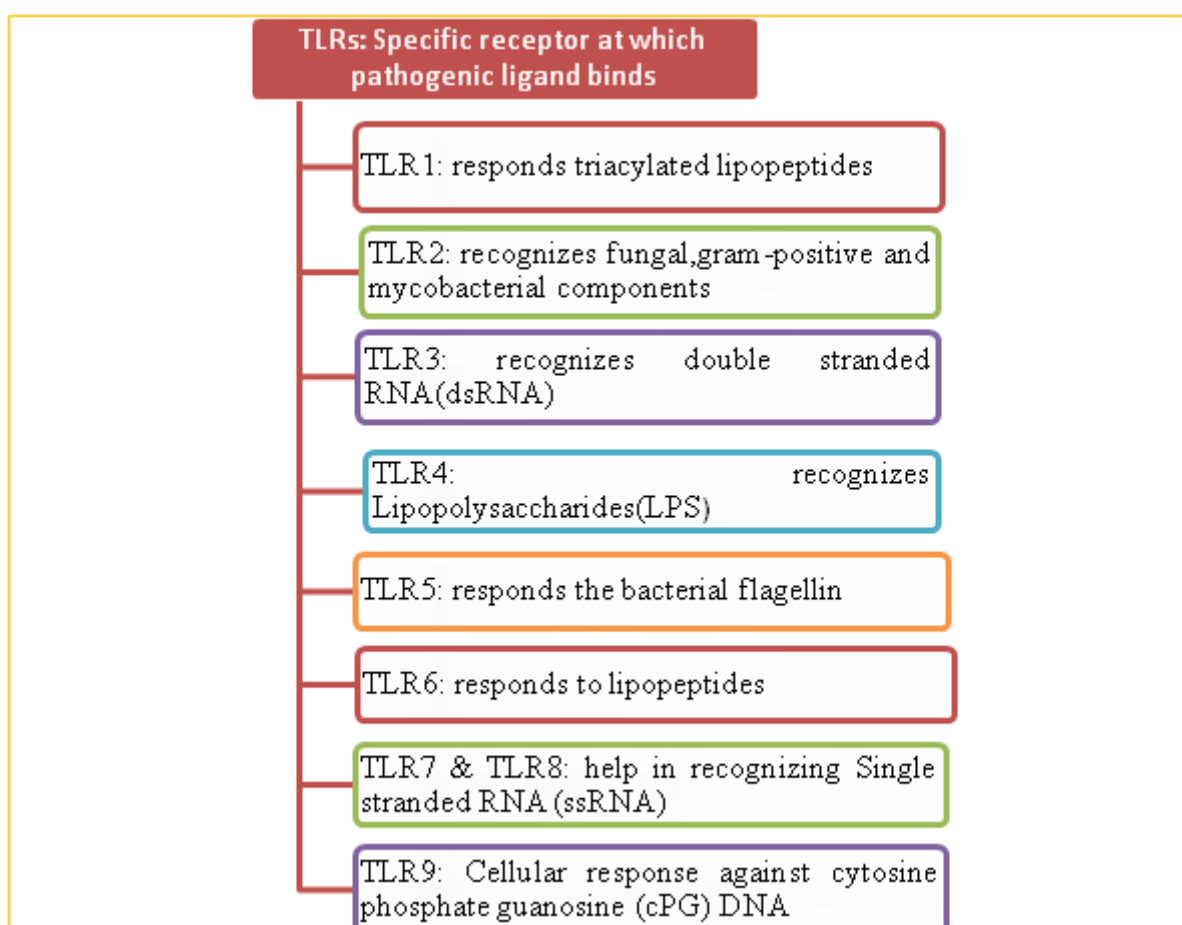 TLRs: Specific receptor at which
pathogenic ligand binds
TLR1: responds triacylated lipopeptides
TLR2: recognizes fungal,gram-positive and
mycobacterial components
TLR3: recognizes double stranded
RNA(dsRNA)
TLR4: recognizes
Lipopolysaccharides(LPS)
TLR5: responds the bacterial flagellin
TLR6: responds to lipopeptides
TLR7 & TLR8: help in recognizing Single
stranded RNA (ssRNA)
TLR9: Cellular response against cytosine
phosphate guanosine (cPG) DNA